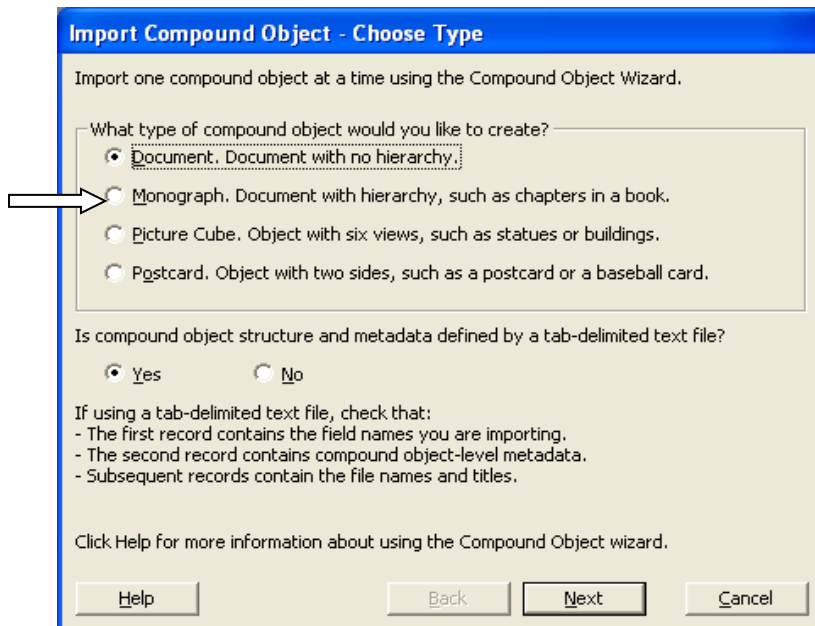 Import Compound Object - Choose Type
Import one compound object at a time using the Compound Object Wizard.
What type of compound object would you like to create?
Document. Document with no hierarchy.
Monograph. Document with hierarchy, such as chapters in a book.
Picture Cube. Object with six views, such as statues or buildings.
Postcard. Object with two sides, such as a postcard or a baseball card.
Is compound object structure and metadata defined by a tab-delimited text file?
Yes No
If using a tab-delimited text file, check that:
- The first record contains the field names you are importing.
- The second record contains compound object-level metadata.
- Subsequent records contain the file names and titles.
Click Help for more information about using the Compound Object wizard.
Help Back Next Cancel